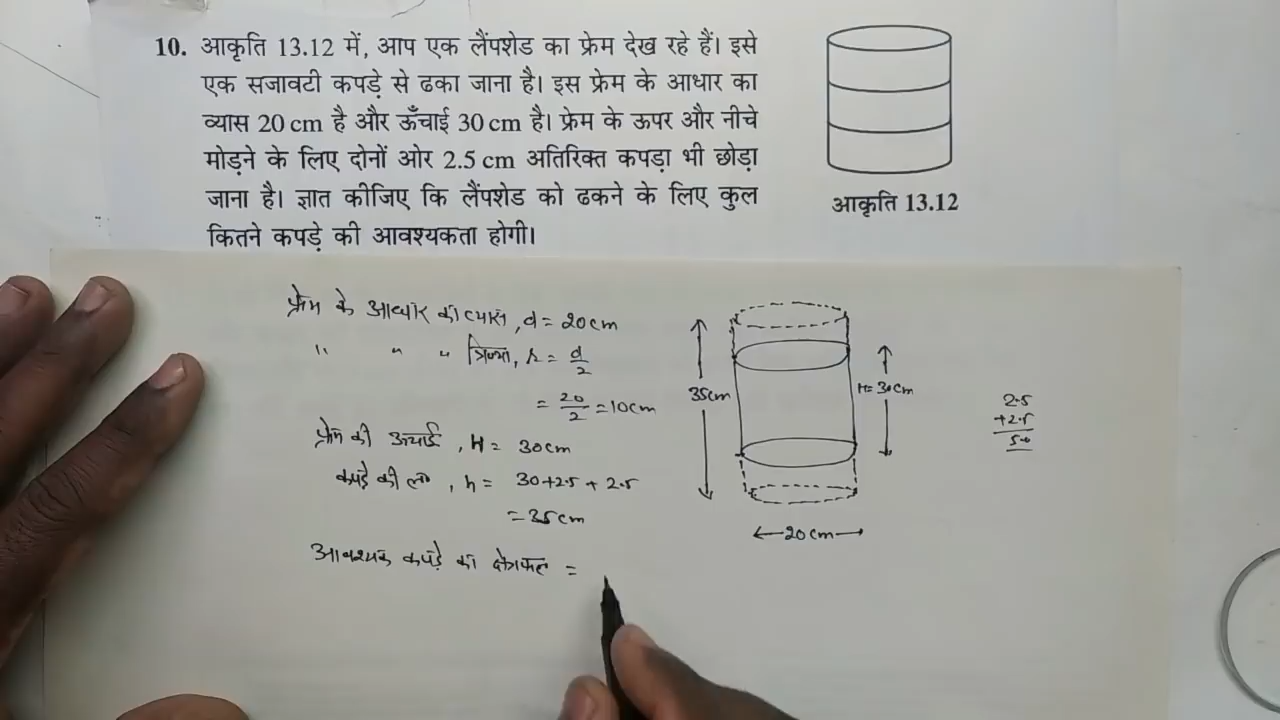 10. आकृति 13.12 में, आप एक लैंपशेड का फ्रेम देख रहे हैं। इसे
एक सजावटी कपड़े से ढका जाना है। इस फ्रेम के आधार का
व्यास 20 cm है और ऊँचाई 30 cm है। फ्रेम के ऊपर और नीचे
मोड़ने के लिए दोनों ओर 2.5 cm अतिरिक्त कपड़ा भी छोड़ा
जाना है। ज्ञात कीजिए कि लैंपशेड को ढकने के लिए कुल
कितने कपड़े की आवश्यकता होगी।
आकृति 13.12
फ्रेम के आधार का व्यास, d = 20cm
" " " त्रिज्या, r = d/2
= 20/2 = 10cm
फ्रेम की ऊँचाई, H = 30cm
कपड़े की ल०, h = 30+2.5+2.5
= 35cm
आवश्यक कपड़े का क्षेत्रफल =
35cm
H=30cm
20cm
2.5
+2.5
5.0